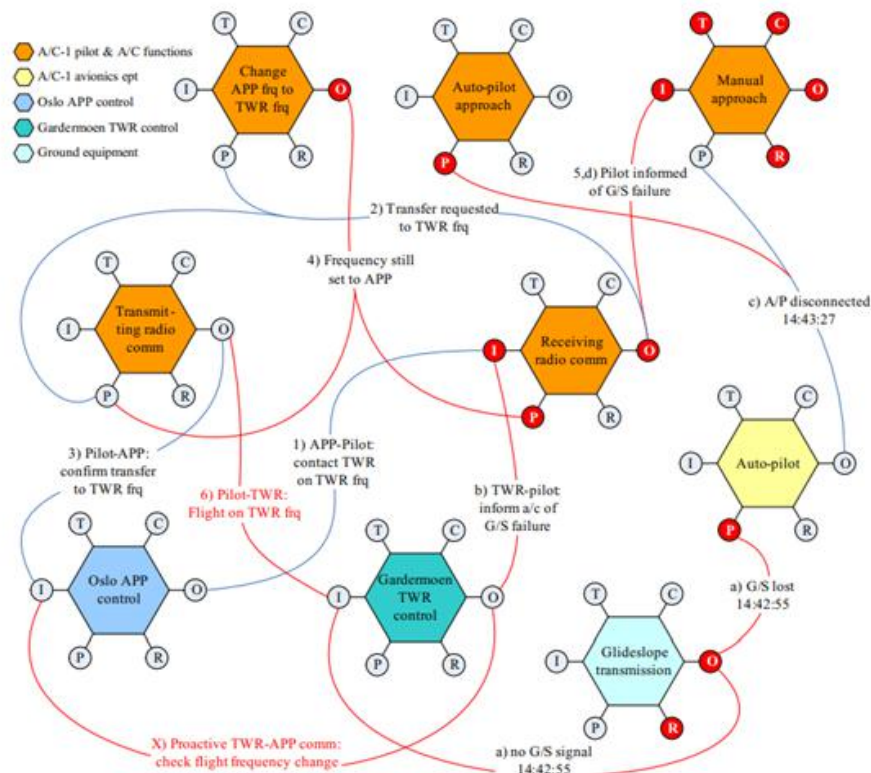 A/C-1 pilot & A/C functions
A/C-1 avionics ept
Oslo APP control
Gardermoen TWR control
Ground equipment
T
C
I
Change
APP frq to
TWR frq
O
P
R
T
C
I
Auto-pilot
approach
O
P
R
T
C
I
Manual
approach
O
P
R
5,d) Pilot informed
of G/S failure
2) Transfer requested
to TWR frq
4) Frequency still
set to APP
c) A/P disconnected
14:43:27
T
C
I
Transmit-
ting radio
comm
O
P
R
T
C
I
Receiving
radio comm
O
P
R
T
C
I
Auto-pilot
O
P
R
3) Pilot-APP:
confirm transfer
to TWR frq
1) APP-Pilot:
contact TWR
on TWR frq
6) Pilot-TWR:
Flight on TWR frq
b) TWR-pilot:
inform a/c of
G/S failure
T
C
I
Oslo APP
control
O
P
R
T
C
I
Gardermoen
TWR
control
O
P
R
a) G/S lost
14:42:55
T
C
I
Glideslope
transmission
O
P
R
X) Proactive TWR-APP comm:
check flight frequency change
a) no G/S signal
14:42:55